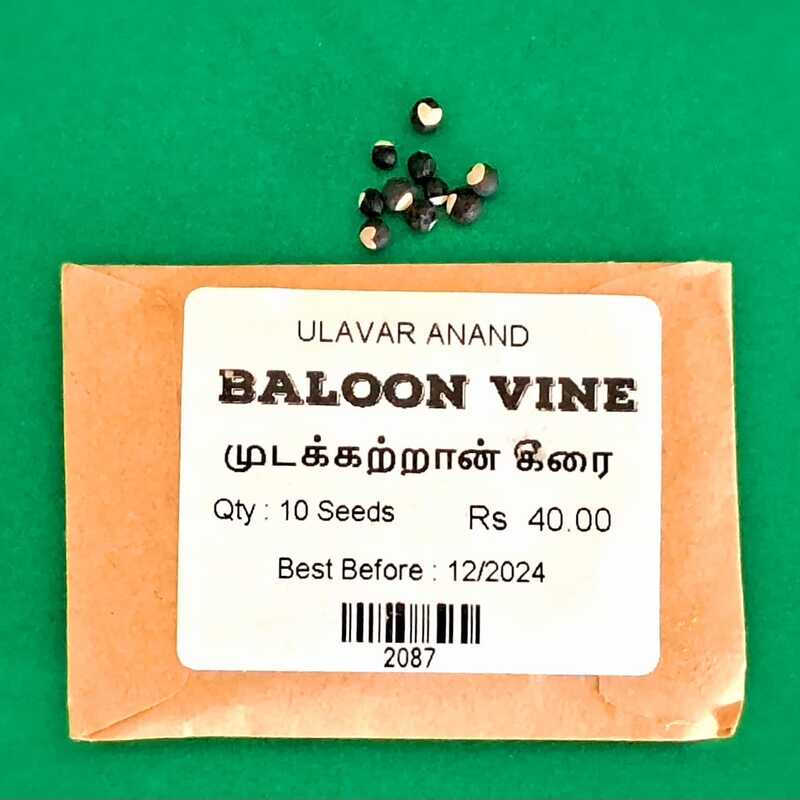 ULAVAR ANAND
BALOON VINE
முடக்கற்றான் கீரை
Qty : 10 Seeds Rs 40.00
Best Before : 12/2024
2087